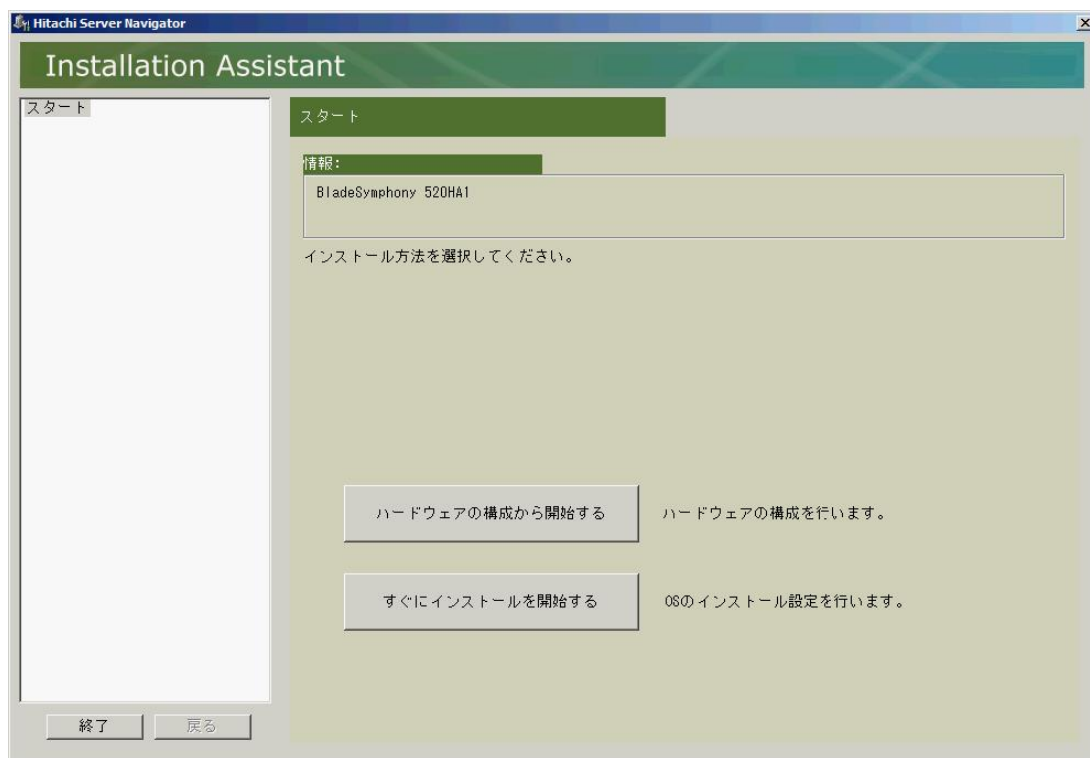 Hitachi Server Navigator
Installation Assistant
スタート
スタート
情報:
BladeSymphony 520HA1
インストール方法を選択してください。
ハードウェアの構成から開始する
ハードウェアの構成を行います。
すぐにインストールを開始する
OSのインストール設定を行います。
終了
戻る